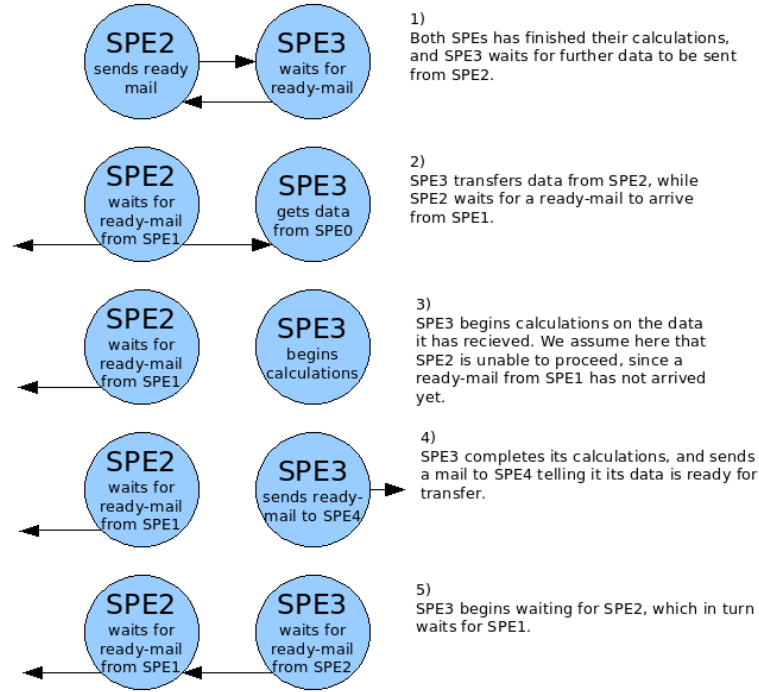 SPE2
sends ready
mail
SPE3
waits for
ready-mail
1)
Both SPEs has finished their calculations,
and SPE3 waits for further data to be sent
from SPE2.
SPE2
waits for
ready-mail
from SPE1
SPE3
gets data
from SPE0
2)
SPE3 transfers data from SPE2, while
SPE2 waits for a ready-mail to arrive
from SPE1.
SPE2
waits for
ready-mail
from SPE1
SPE3
begins
calculations
3)
SPE3 begins calculations on the data
it has recieved. We assume here that
SPE2 is unable to proceed, since a
ready-mail from SPE1 has not arrived
yet.
SPE2
waits for
ready-mail
from SPE1
SPE3
sends ready-
mail to SPE4
4)
SPE3 completes its calculations, and sends
a mail to SPE4 telling it its data is ready for
transfer.
SPE2
waits for
ready-mail
from SPE1
SPE3
waits for
ready-mail
from SPE2
5)
SPE3 begins waiting for SPE2, which in turn
waits for SPE1.